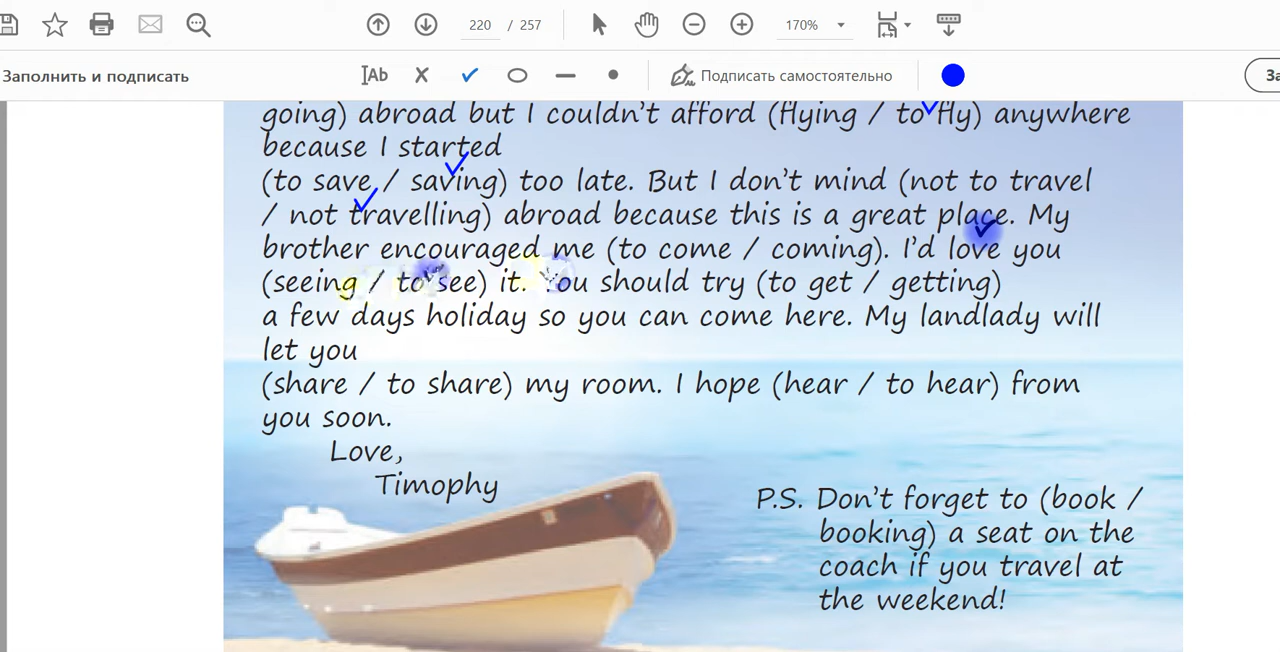 220 / 257
170%
Заполнить и подписать
Ab
Подписать самостоятельно
За
going) abroad but I couldn't afford (flying / to fly) anywhere
because I started
(to save / saving) too late. But I don't mind (not to travel
/ not travelling) abroad because this is a great place. My
brother encouraged me (to come / coming). I'd love you
(seeing / to see) it. You should try (to get / getting)
a few days holiday so you can come here. My landlady will
let you
(share / to share) my room. I hope (hear / to hear) from
you soon.
Love,
Timophy
P.S. Don't forget to (book /
booking) a seat on the
coach if you travel at
the weekend!